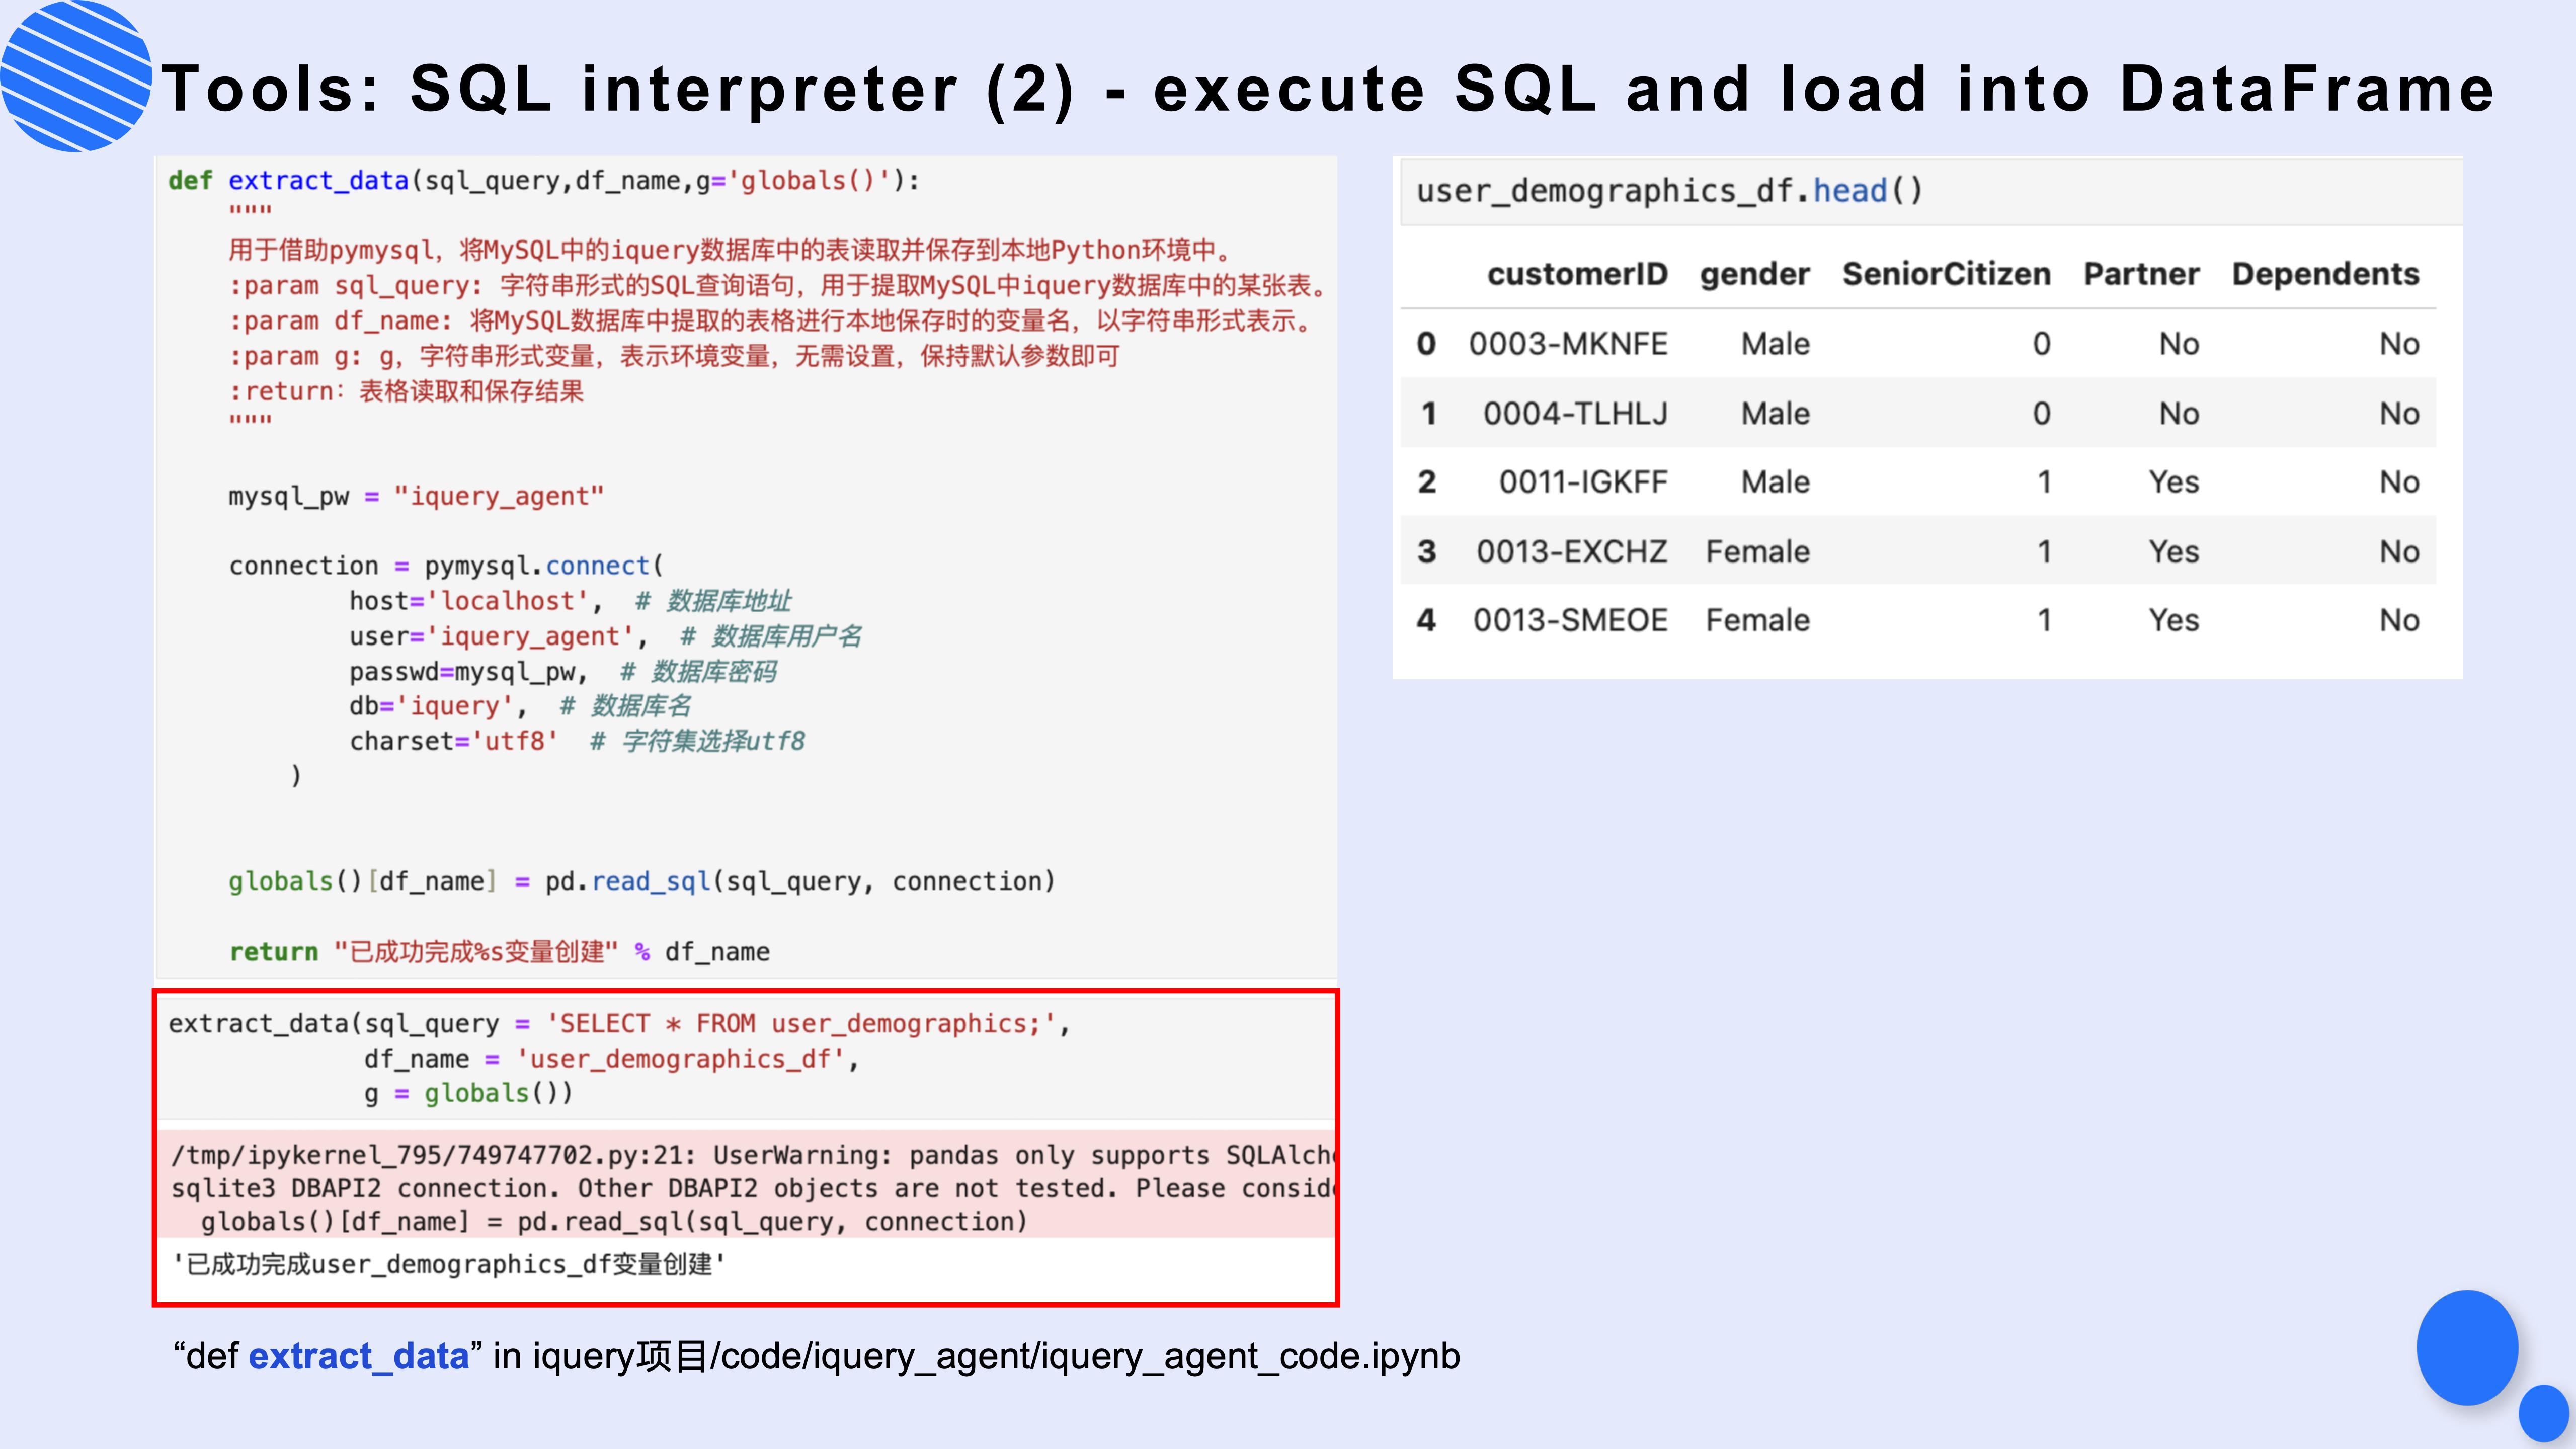 Tools: SQL interpreter (2) - execute SQL and load into DataFrame
def extract_data(sql_query,df_name,g='globals()'):
"""
用于借助pymysql，将MySQL中的iquery数据库中的表读取并保存到本地Python环境中。
:param sql_query: 字符串形式的SQL查询语句，用于提取MySQL中iquery数据库中的某张表。
:param df_name: 将MySQL数据库中提取的表格进行本地保存时的变量名，以字符串形式表示。
:param g: g，字符串形式变量，表示环境变量，无需设置，保持默认参数即可
:return：表格读取和保存结果
"""
mysql_pw = "iquery_agent"
connection = pymysql.connect(
host='localhost', # 数据库地址
user='iquery_agent', # 数据库用户名
passwd=mysql_pw, # 数据库密码
db='iquery', # 数据库名
charset='utf8' # 字符集选择utf8
)
globals()[df_name] = pd.read_sql(sql_query, connection)
return "已成功完成%s变量创建" % df_name
extract_data(sql_query = 'SELECT * FROM user_demographics;',
df_name = 'user_demographics_df',
g = globals())
/tmp/ipykernel_795/749747702.py:21: UserWarning: pandas only supports
sqlite3 DBAPI2 connection. Other DBAPI2 objects are not tested. Please
globals()[df_name] = pd.read_sql(sql_query, connection)
'已成功完成user_demographics_df变量创建'
user_demographics_df.head()
customerID gender SeniorCitizen Partner Dependents
0 0003-MKNFE Male 0 No No
1 0004-TLHLJ Male 0 No No
2 0011-IGKFF Male 1 Yes No
3 0013-EXCHZ Female 1 Yes No
4 0013-SMEOE Female 1 Yes No
“def extract_data” in iquery项目/code/iquery_agent/iquery_agent_code.ipynb